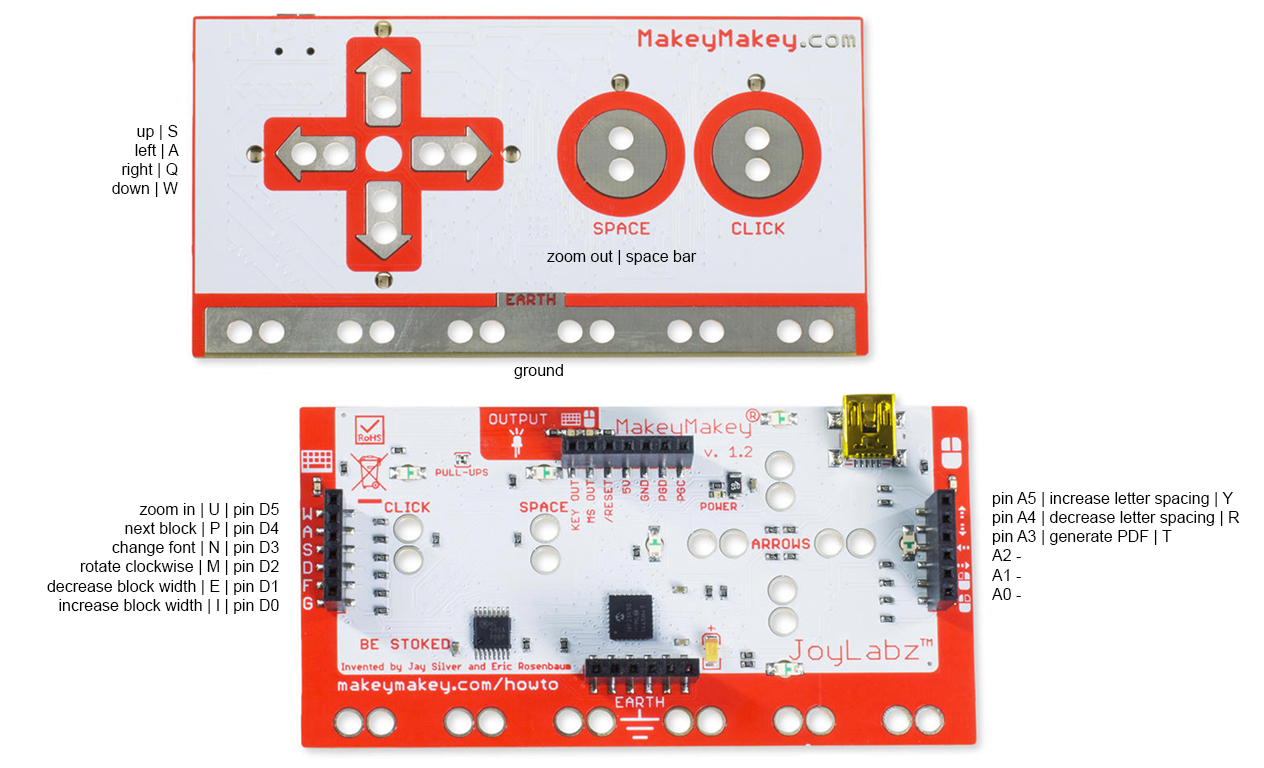 MakeyMakey.com
up | S
left | A
right | Q
down | W
SPACE
CLICK
zoom out | space bar
EARTH
ground
OUTPUT
MakeyMakey®
v. 1.2
RoHS
PULL-UPS
KEY OUT
MS OUT
/RESET
5V
GND
PGD
PGC
POWER
CLICK
SPACE
ARROWS
W
A
S
D
F
G
zoom in | U | pin D5
next block | P | pin D4
change font | N | pin D3
rotate clockwise | M | pin D2
decrease block width | E | pin D1
increase block width | I | pin D0
pin A5 | increase letter spacing | Y
pin A4 | decrease letter spacing | R
pin A3 | generate PDF | T
A2 -
A1 -
A0 -
BE STOKED
JoyLabz™
Invented by Jay Silver and Eric Rosenbaum
makeymakey.com/howto
+
EARTH